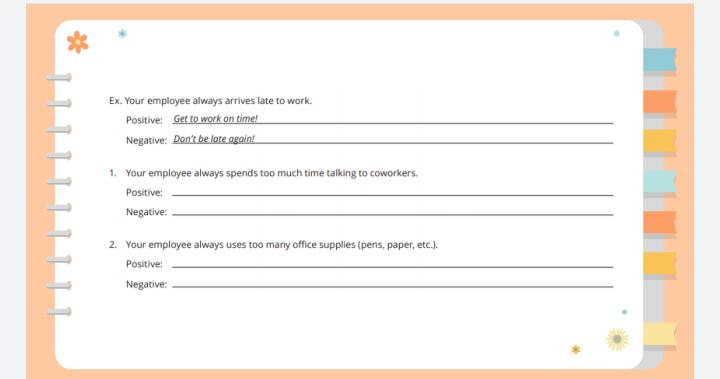 Ex. Your employee always arrives late to work.
Positive: Get to work on time!
Negative: Don't be late again!
1. Your employee always spends too much time talking to coworkers.
Positive:
Negative:
2. Your employee always uses too many office supplies (pens, paper, etc.).
Positive:
Negative: